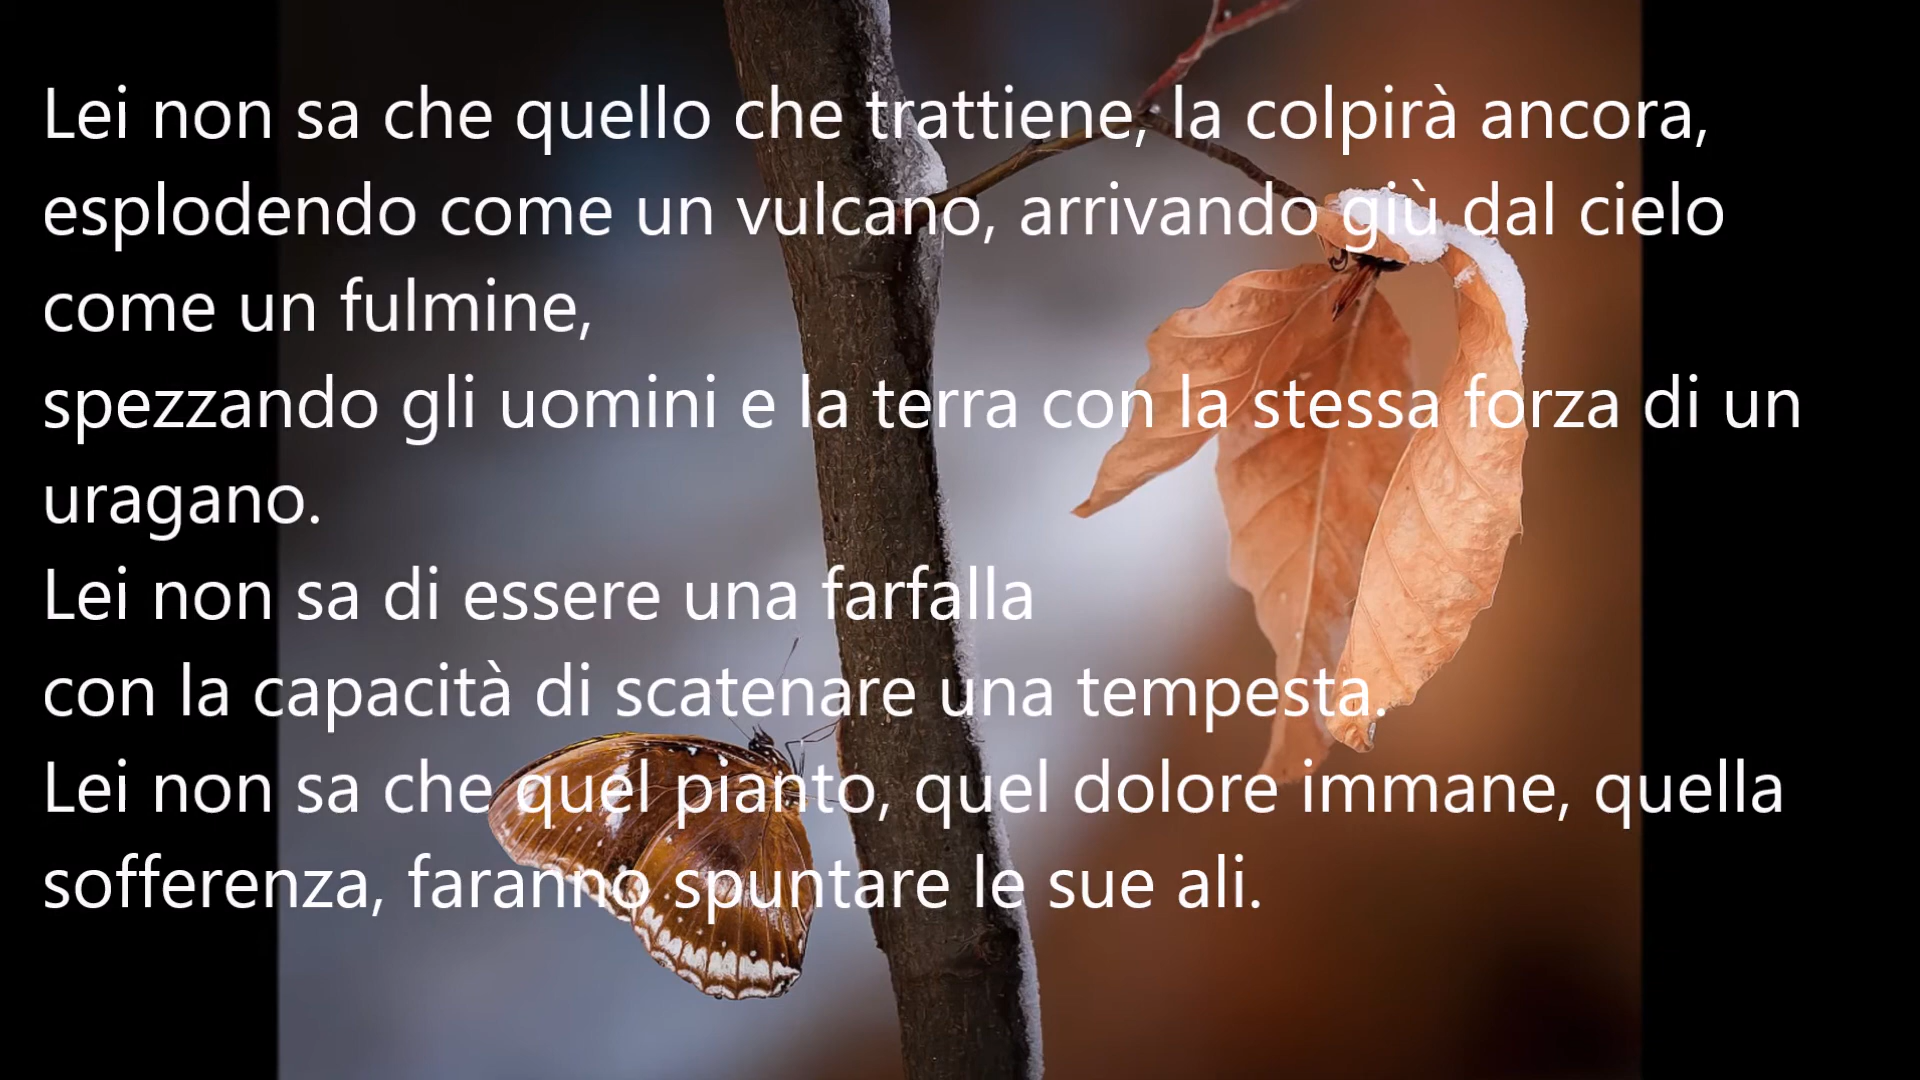 Lei non sa che quello che trattiene, la colpirà ancora,
esplodendo come un vulcano, arrivando giù dal cielo
come un fulmine,
spezzando gli uomini e la terra con la stessa forza di un
uragano.
Lei non sa di essere una farfalla
con la capacità di scatenare una tempesta.
Lei non sa che quel pianto, quel dolore immane, quella
sofferenza, faranno spuntare le sue ali.